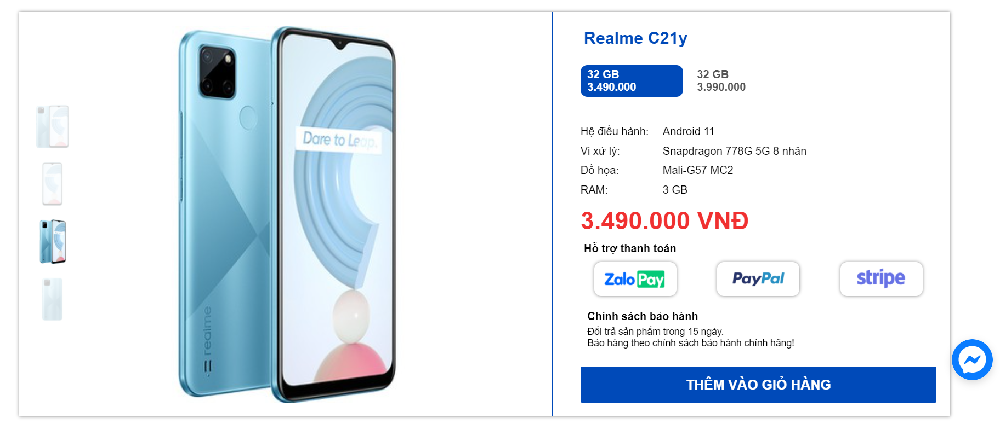 realme
Dare to Leap.
Realme C21y
32 GB
3.490.000
32 GB
3.990.000
Hệ điều hành: Android 11
Vi xử lý: Snapdragon 778G 5G 8 nhân
Đồ họa: Mali-G57 MC2
RAM: 3 GB
3.490.000 VNĐ
Hỗ trợ thanh toán
Zalo Pay
PayPal
stripe
Chính sách bảo hành
Đổi trả sản phẩm trong 15 ngày.
Bảo hàng theo chính sách bảo hành chính hãng!
THÊM VÀO GIỎ HÀNG